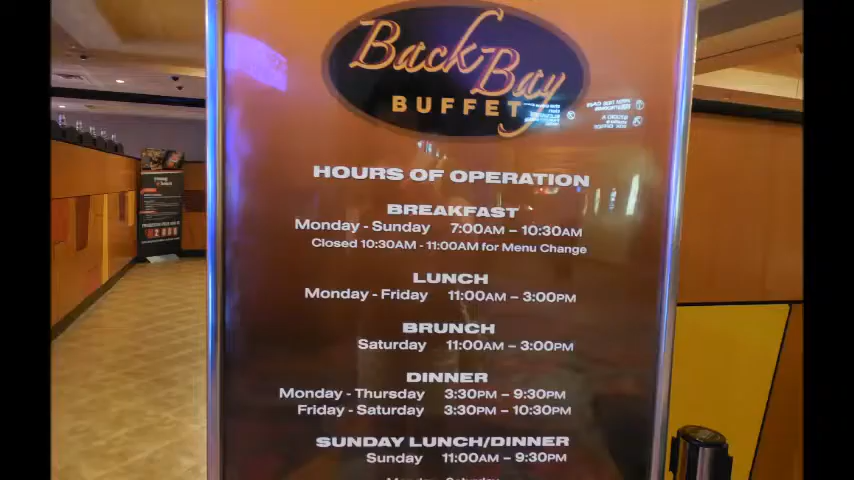 Back Bay
BUFFET
HOURS OF OPERATION
BREAKFAST
Monday - Sunday 7:00AM – 10:30AM
Closed 10:30AM - 11:00AM for Menu Change
LUNCH
Monday - Friday 11:00AM – 3:00PM
BRUNCH
Saturday 11:00AM – 3:00PM
DINNER
Monday - Thursday 3:30PM – 9:30PM
Friday - Saturday 3:30PM – 10:30PM
SUNDAY LUNCH/DINNER
Sunday 11:00AM – 9:30PM